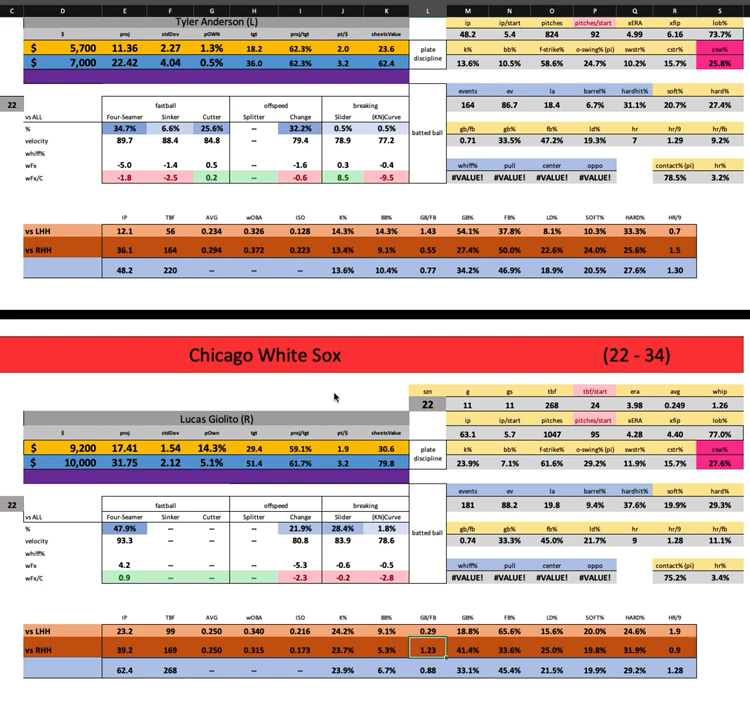 C D E F G H I J K L M N O P Q R S
Tyler Anderson (L) ip ip/start pitches pitches/start xERA xfip lob%
$ proj stdDev pOWN tgt proj/tgt pt/$ sheetsValue 48.2 5.4 824 92 4.99 6.16 73.7%
$ 5,700 11.36 2.27 1.3% 18.2 62.3% 2.0 23.6 plate discipline k% bb% f-strike% o-swing% (pi) swstr% cstr% csw%
$ 7,000 22.42 4.04 0.5% 36.0 62.3% 3.2 62.4 13.6% 10.5% 58.6% 24.7% 10.2% 15.6% 25.8%
events ev la barrel% hardhit% soft% hard%
22 fastball offspeed breaking 164 86.7 18.4 6.7% 31.1% 20.7% 27.4%
vs ALL Four-Seamer Sinker Cutter Splitter Change Slider (KN)Curve
% 34.7% 6.6% 25.6% -- 32.2% 0.5% 0.5% batted ball gb/fb gb% fb% ld% hr hr/9 hr/fb
velocity 89.7 88.4 84.8 -- 79.4 78.9 77.2 0.71 33.5% 47.2% 19.3% 7 1.29 9.2%
whiff%
wFx -5.0 -1.4 0.5 -1.6 0.3 -0.4 whiff% pull center oppo contact% (pi) hr%
wFx/C -1.8 -2.5 0.2 -- -0.6 8.5 -9.5 #VALUE! #VALUE! #VALUE! #VALUE! 78.5% 3.2%
IP TBF AVG wOBA ISO K% BB% GB/FB GB% FB% LD% SOFT% HARD% HR/9
vs LHH 12.1 56 0.234 0.326 0.128 14.3% 14.3% 1.43 54.1% 37.8% 8.1% 10.3% 33.3% 0.7
vs RHH 36.1 164 0.294 0.372 0.223 13.4% 9.1% 0.55 27.4% 50.0% 22.6% 24.0% 25.6% 1.5
48.2 220 -- -- 13.6% 10.4% 0.77 34.2% 46.9% 18.9% 20.5% 27.6% 1.30
Chicago White Sox (22 - 34)
szn g gs tbf tbf/start era avg whip
22 11 11 268 24 3.98 0.249 1.26
Lucas Giolito (R) ip ip/start pitches pitches/start xERA xfip lob%
$ proj stdDev pOwn tgt proj/tgt pt/$ sheetsValue 63.1 5.7 1047 95 4.28 4.40 77.0%
$ 9,200 17.41 1.54 14.3% 29.4 59.1% 1.9 30.6 plate discipline k% bb% f-strike% o-swing% (pi) swstr% cstr% csw%
$ 10,000 31.75 2.12 5.1% 51.4 61.7% 3.2 79.8 23.9% 7.1% 61.6% 29.2% 11.9% 15.7% 27.6%
events ev la barrel% hardhit% soft% hard%
22 fastball offspeed breaking 181 88.2 19.8 9.4% 37.6% 19.9% 29.3%
vs ALL Four-Seamer Sinker Cutter Splitter Change Slider (KN)Curve
% 47.9% -- -- -- 21.9% 28.4% 1.8% batted ball gb/fb gb% fb% ld% hr hr/9 hr/fb
velocity 93.3 -- -- -- 80.8 83.9 78.6 0.74 33.3% 45.0% 21.7% 9 1.28 11.1%
whiff%
wFx 4.2 -5.3 -0.6 -0.5 whiff% pull center oppo contact% (pi) hr%
wFx/C 0.9 -- -- -- -2.3 -0.2 -2.8 #VALUE! #VALUE! #VALUE! #VALUE! 75.2% 3.4%
IP TBF AVG wOBA ISO K% BB% GB/FB GB% FB% LD% SOFT% HARD% HR/9
vs LHH 23.2 99 0.250 0.340 0.216 24.2% 9.1% 0.29 18.8% 65.6% 15.6% 20.0% 24.6% 1.9
vs RHH 39.2 169 0.250 0.315 0.173 23.7% 5.3% 1.23 41.4% 33.6% 25.0% 19.8% 31.9% 0.9
62.4 268 -- -- 23.9% 6.7% 0.88 33.1% 45.4% 21.5% 19.9% 29.2% 1.28